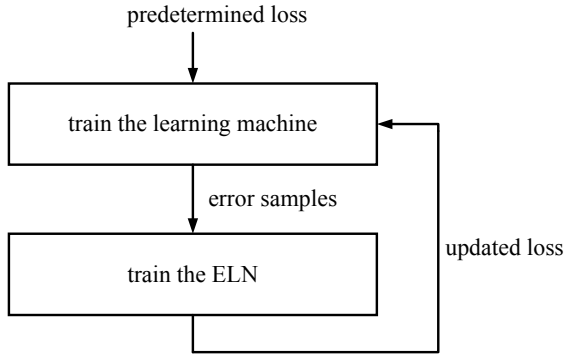 predetermined loss
train the learning machine
error samples
updated loss
train the ELN